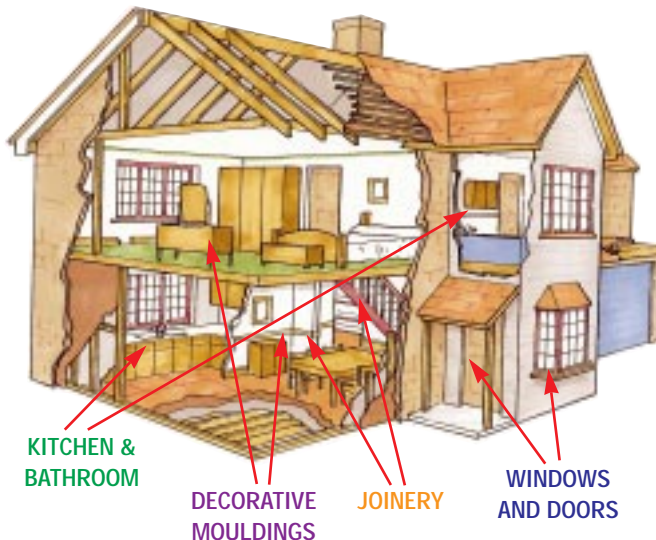 KITCHEN &
BATHROOM
DECORATIVE
MOULDINGS
JOINERY
WINDOWS
AND DOORS